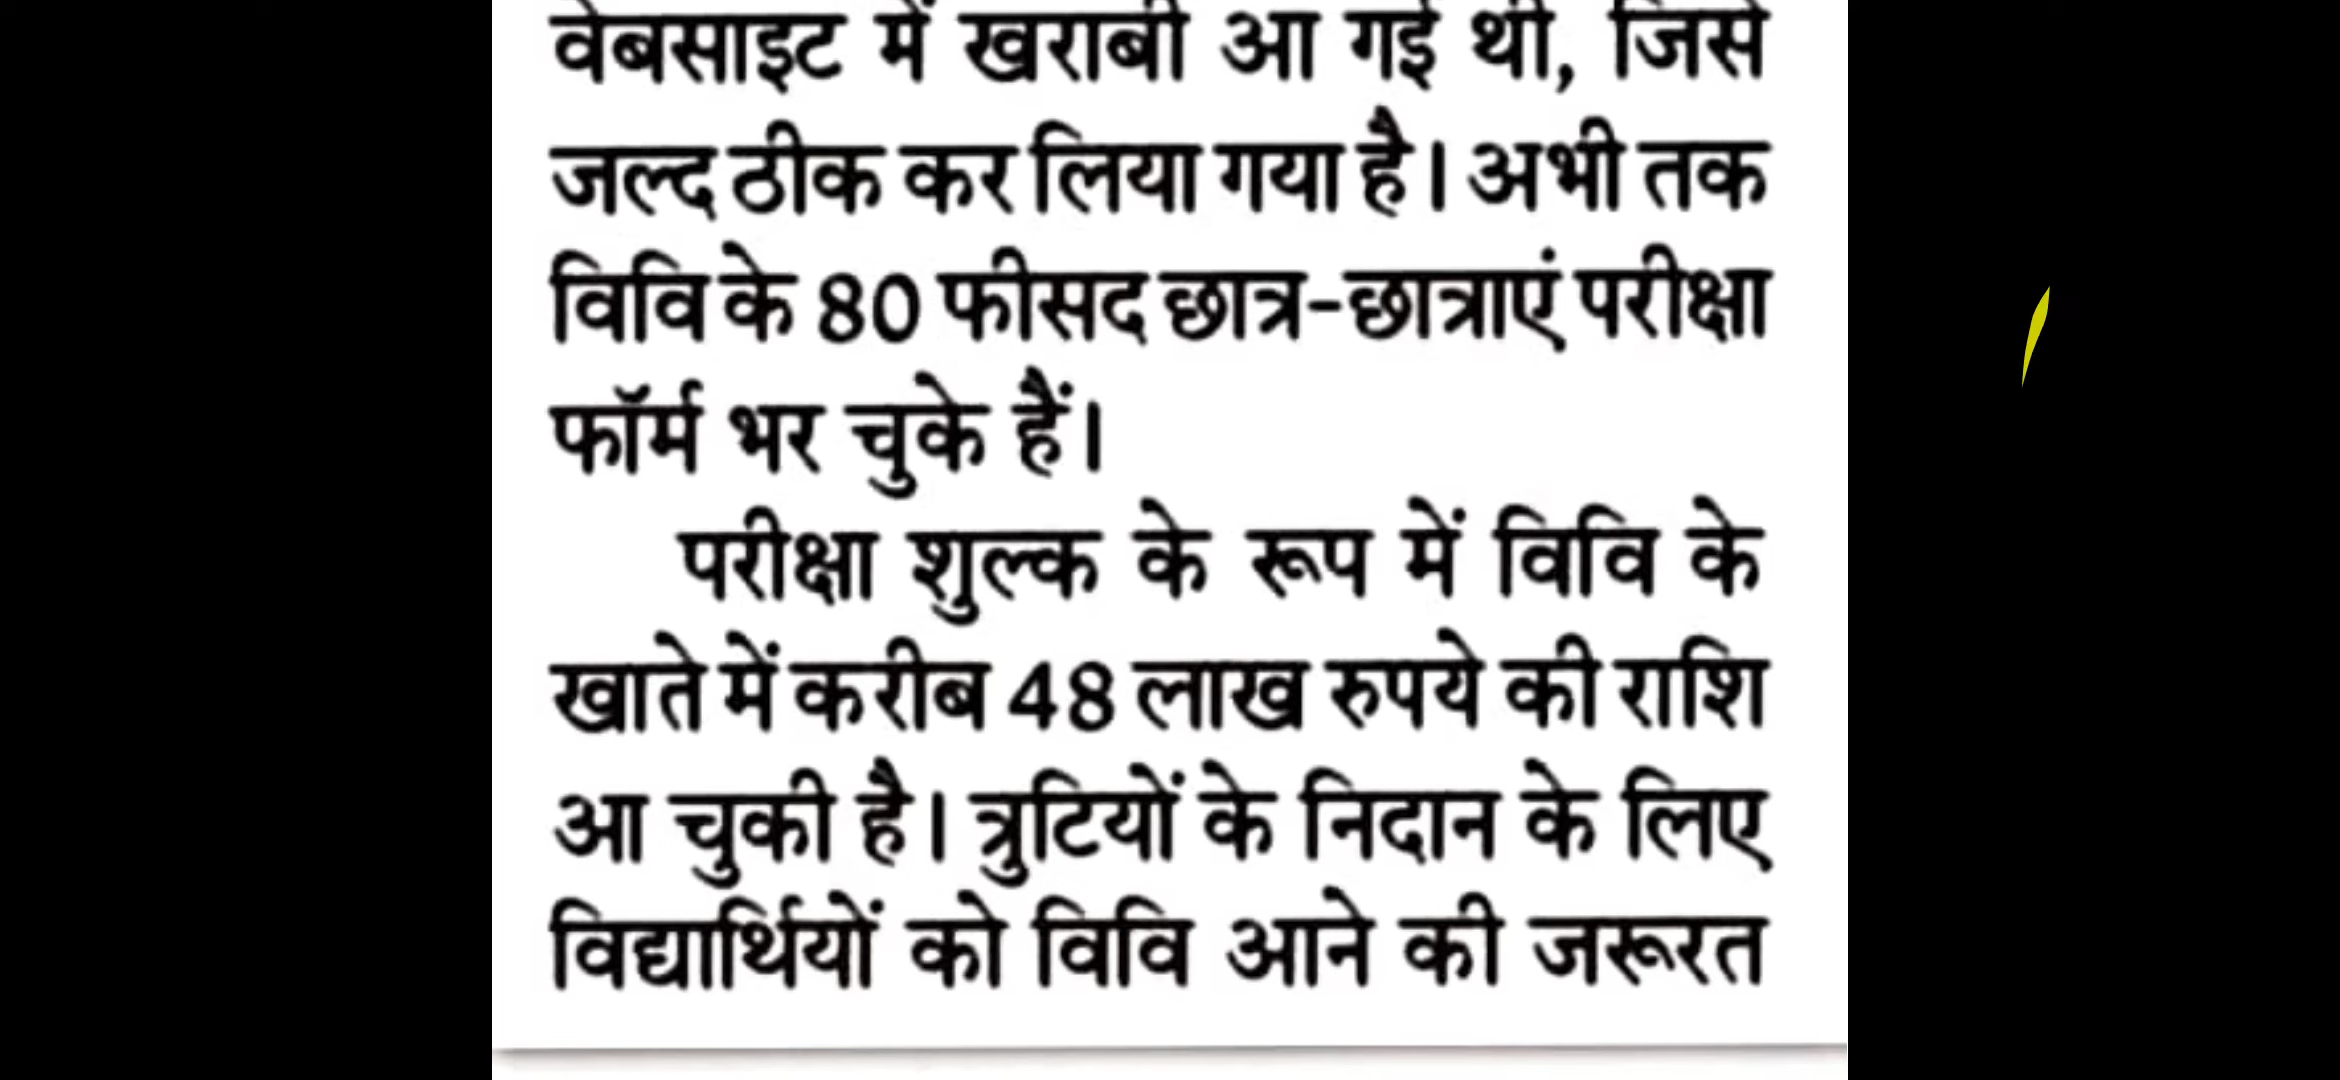 वेबसाइट में खराबी आ गई थी, जिसे
जल्द ठीक कर लिया गया है। अभी तक
विवि के 80 फीसद छात्र-छात्राएं परीक्षा
फॉर्म भर चुके हैं।
परीक्षा शुल्क के रूप में विवि के
खाते में करीब 48 लाख रुपये की राशि
आ चुकी है। त्रुटियों के निदान के लिए
विद्यार्थियों को विवि आने की जरूरत